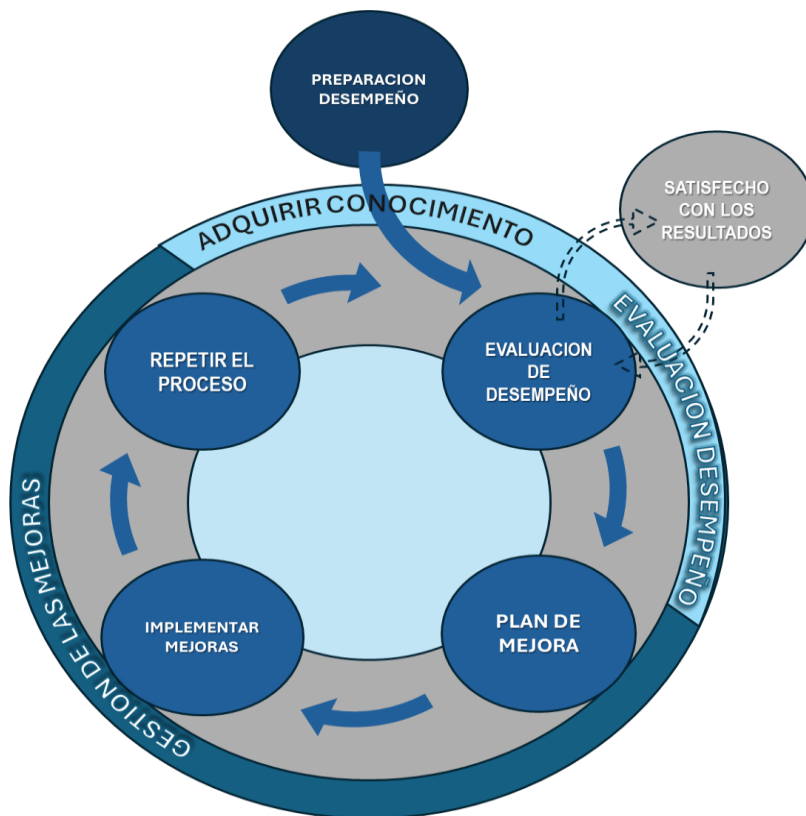 PREPARACION
DESEMPEÑO
SATISFECHO
CON LOS
RESULTADOS
ADQUIRIR CONOCIMIENTO
EVALUACION DESEMPEÑO
REPETIR EL
PROCESO
EVALUACION
DE
DESEMPEÑO
GESTION DE LAS MEJORAS
IMPLEMENTAR
MEJORAS
PLAN DE
MEJORA